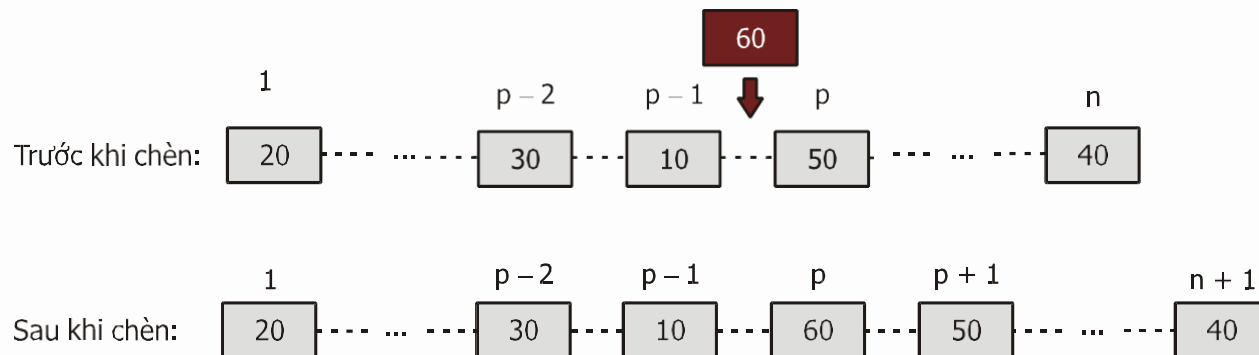 60
1 p – 2 p – 1 p n
Trước khi chèn: 20 ... 30 10 50 ... 40
1 p – 2 p – 1 p p + 1 n + 1
Sau khi chèn: 20 ... 30 10 60 50 ... 40